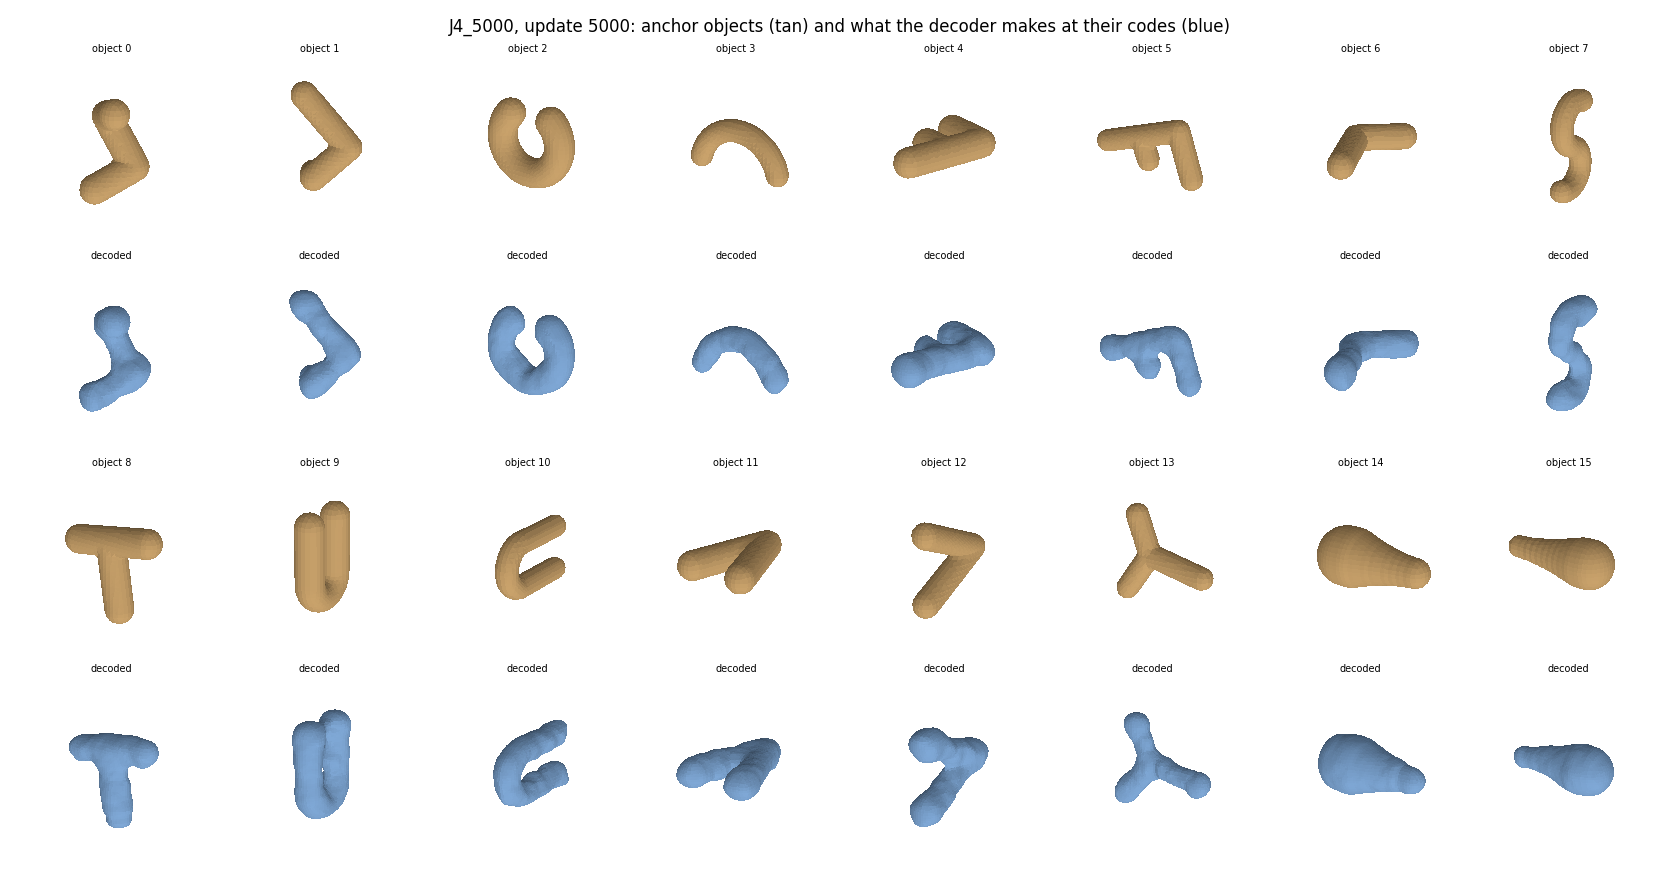 J4_5000, update 5000: anchor objects (tan) and what the decoder makes at their codes (blue)
object 0 object 1 object 2 object 3 object 4 object 5 object 6 object 7
decoded decoded decoded decoded decoded decoded decoded decoded
object 8 object 9 object 10 object 11 object 12 object 13 object 14 object 15
decoded decoded decoded decoded decoded decoded decoded decoded